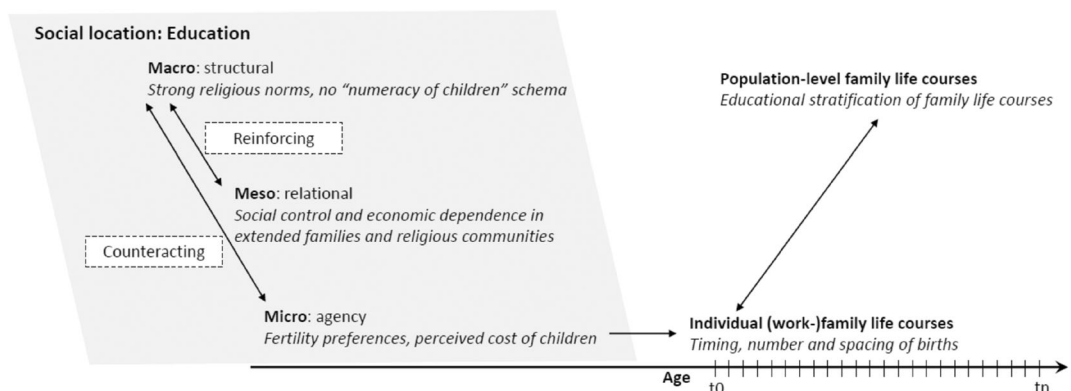 Social location: Education
Macro: structural
Strong religious norms, no “numeracy of children” schema
Reinforcing
Meso: relational
Social control and economic dependence in
extended families and religious communities
Counteracting
Micro: agency
Fertility preferences, perceived cost of children
Population-level family life courses
Educational stratification of family life courses
Individual (work-)family life courses
Timing, number and spacing of births
Age
t0
tn